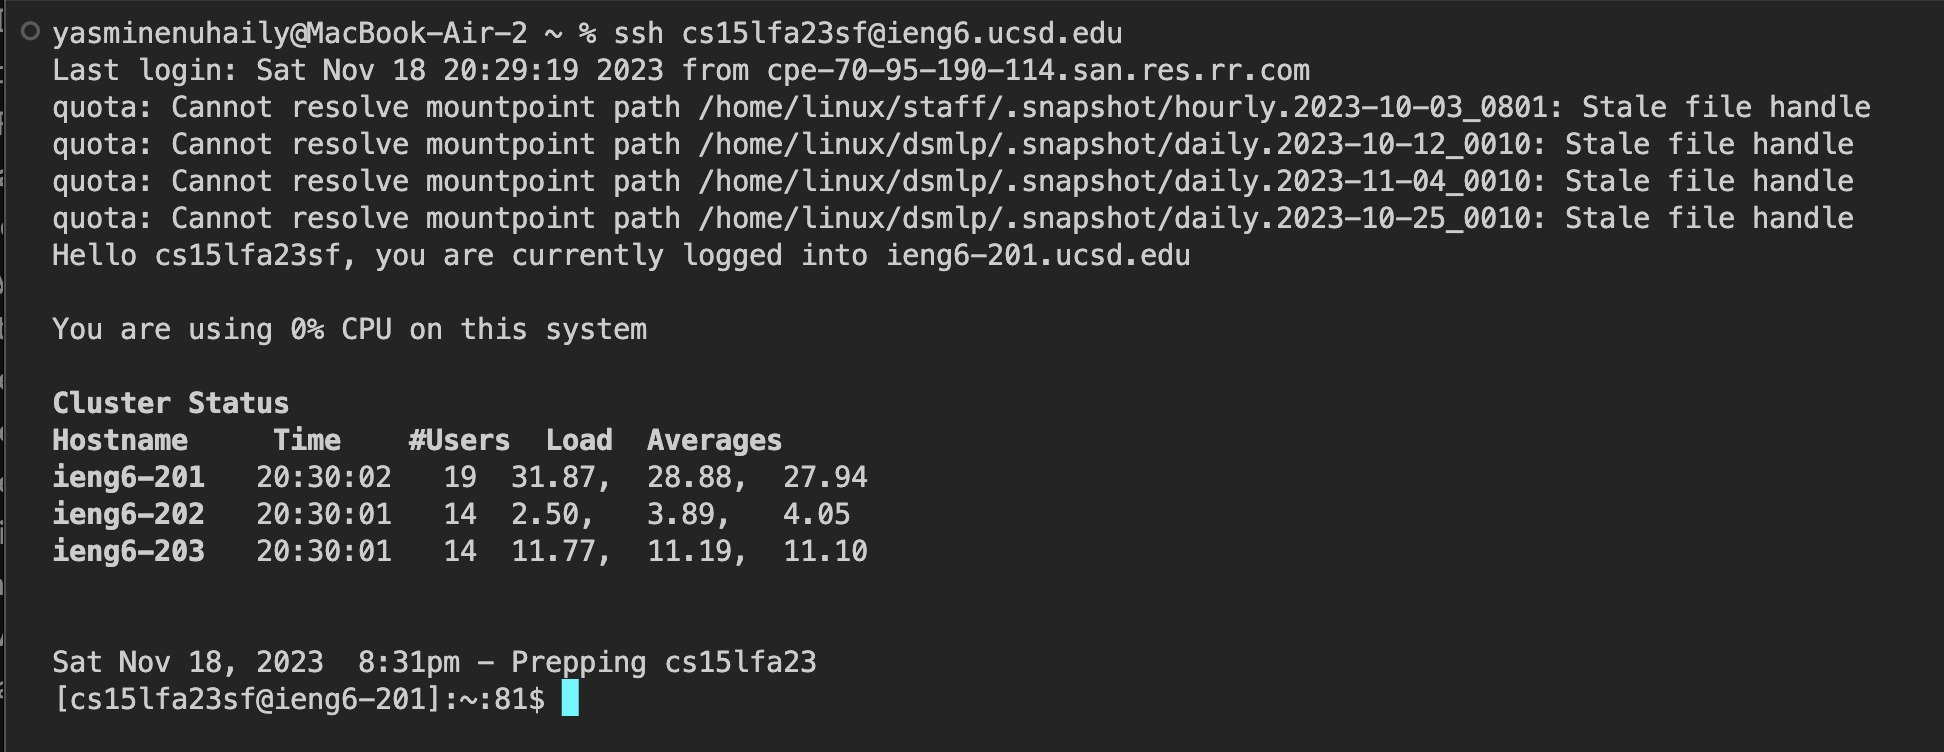 yasminenuhaily@MacBook-Air-2 ~ % ssh cs15lfa23sf@ieng6.ucsd.edu
Last login: Sat Nov 18 20:29:19 2023 from cpe-70-95-190-114.san.res.rr.com
quota: Cannot resolve mountpoint path /home/linux/staff/.snapshot/hourly.2023-10-03_0801: Stale file handle
quota: Cannot resolve mountpoint path /home/linux/dsmlp/.snapshot/daily.2023-10-12_0010: Stale file handle
quota: Cannot resolve mountpoint path /home/linux/dsmlp/.snapshot/daily.2023-11-04_0010: Stale file handle
quota: Cannot resolve mountpoint path /home/linux/dsmlp/.snapshot/daily.2023-10-25_0010: Stale file handle
Hello cs15lfa23sf, you are currently logged into ieng6-201.ucsd.edu
You are using 0% CPU on this system
Cluster Status
Hostname     Time    #Users  Load  Averages
ieng6-201   20:30:02   19  31.87,  28.88,  27.94
ieng6-202   20:30:01   14  2.50,   3.89,   4.05
ieng6-203   20:30:01   14  11.77,  11.19,  11.10
Sat Nov 18, 2023  8:31pm - Prepping cs15lfa23
[cs15lfa23sf@ieng6-201]:~:81$